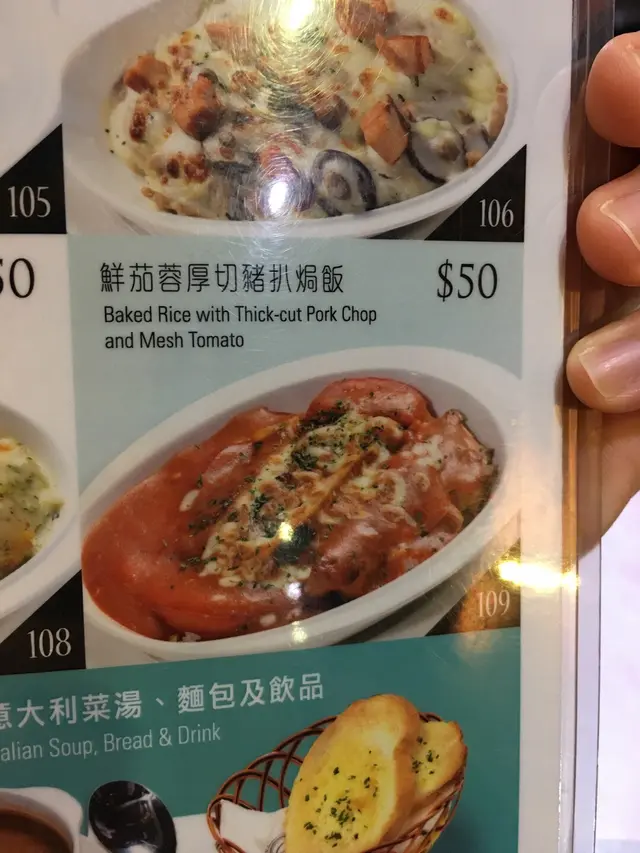 105
106
50
鮮茄蓉厚切豬扒焗飯
$50
Baked Rice with Thick-cut Pork Chop
and Mesh Tomato
108
109
意大利菜湯、麵包及飲品
alian Soup, Bread & Drink